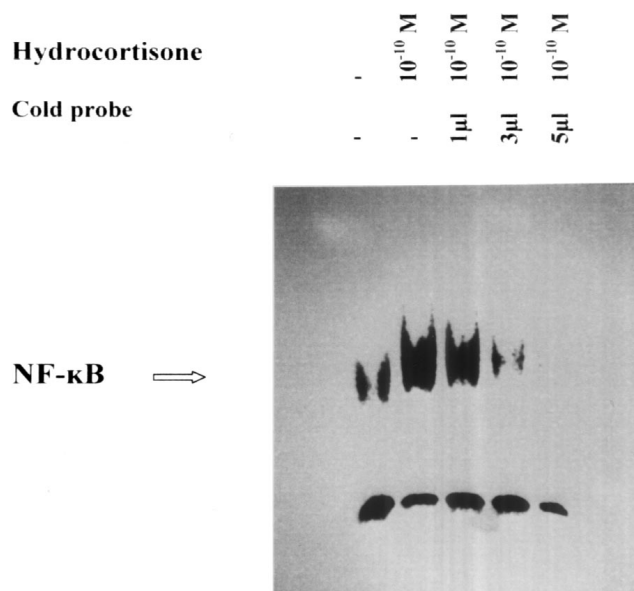 Hydrocortisone - 10⁻¹⁰ M 10⁻¹⁰ M 10⁻¹⁰ M 10⁻¹⁰ M
Cold probe - - 1µl 3µl 5µl
NF-κB